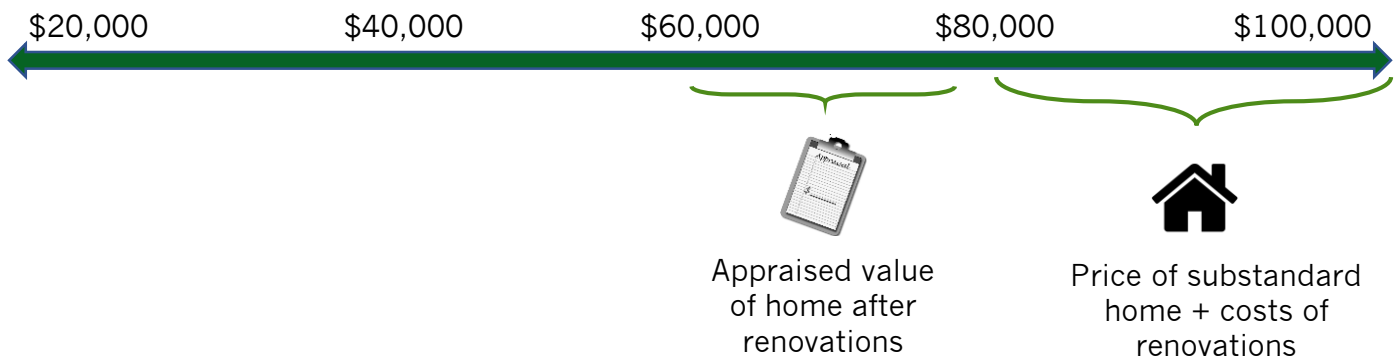 $20,000 $40,000 $60,000 $80,000 $100,000
Appraisal
$
Appraised value
of home after
renovations
Price of substandard
home + costs of
renovations